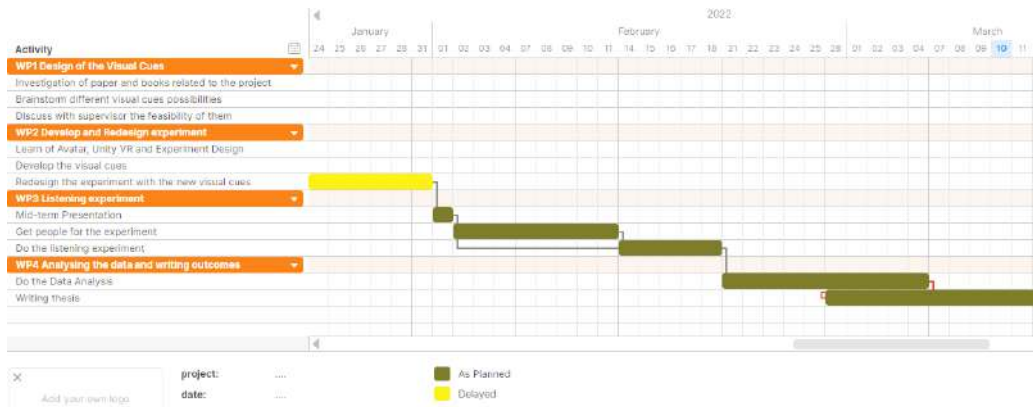 2022
January February March
Activity 24 25 26 27 28 31 01 02 03 04 07 08 09 10 11 14 15 16 17 18 21 22 23 24 25 28 01 02 03 04 07 08 09 10 11
WP1 Design of the Visual Cues
Investigation of paper and books related to the project
Brainstorm different visual cues possibilities
Discuss with supervisor the feasibility of them
WP2 Develop and Redesign experiment
Learn of Avatar, Unity VR and Experiment Design
Develop the visual cues
Redesign the experiment with the new visual cues
WP3 Listening experiment
Mid-term Presentation
Get people for the experiment
Do the listening experiment
WP4 Analysing the data and writing outcomes
Do the Data Analysis
Writing thesis
project: .... As Planned
Add your own logo date: .... Delayed